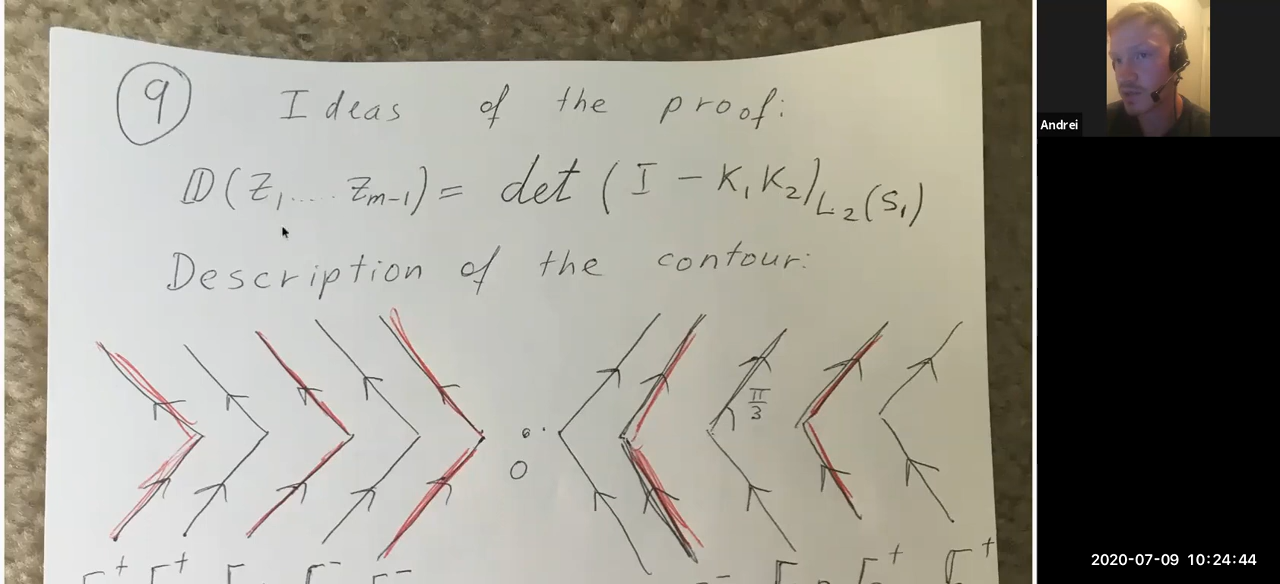 9 Ideas of the proof:
D(Z₁....Zₘ₋₁) = det (I - K₁K₂)L₂(S₁)
Description of the contour:
π/3
0
Andrei
2020-07-09 10:24:44